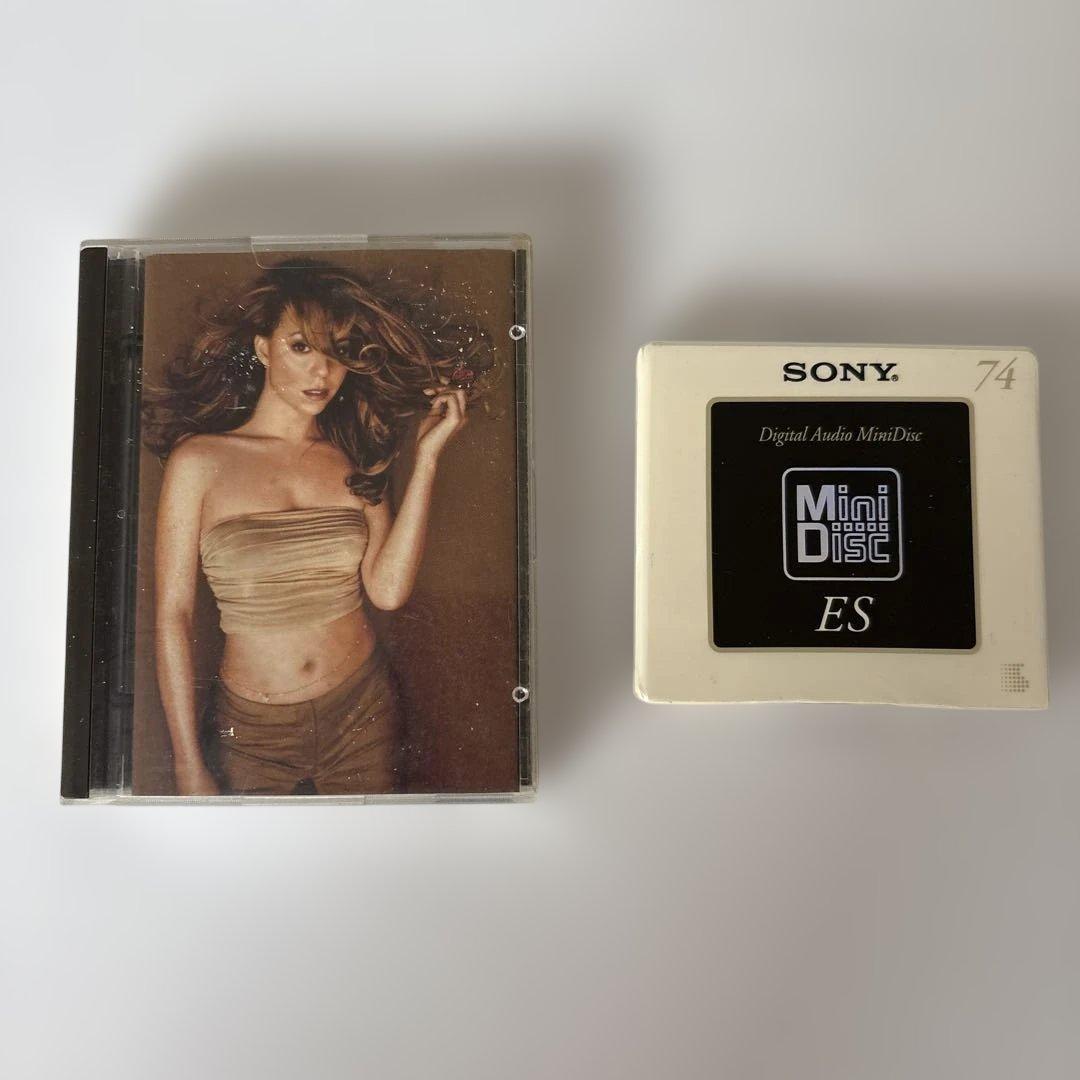 SONY®
74
Digital Audio MiniDisc
Mini
Disc
ES